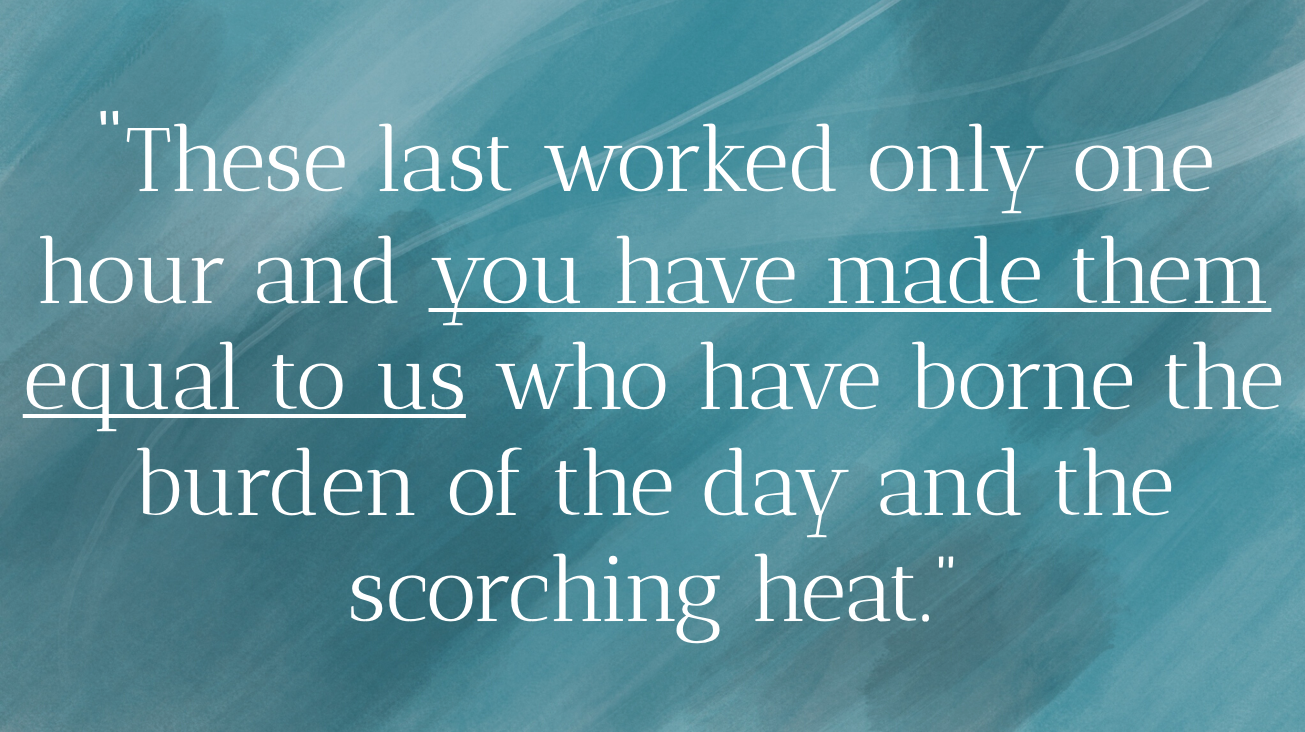 "These last worked only one
hour and you have made them
equal to us who have borne the
burden of the day and the
scorching heat."